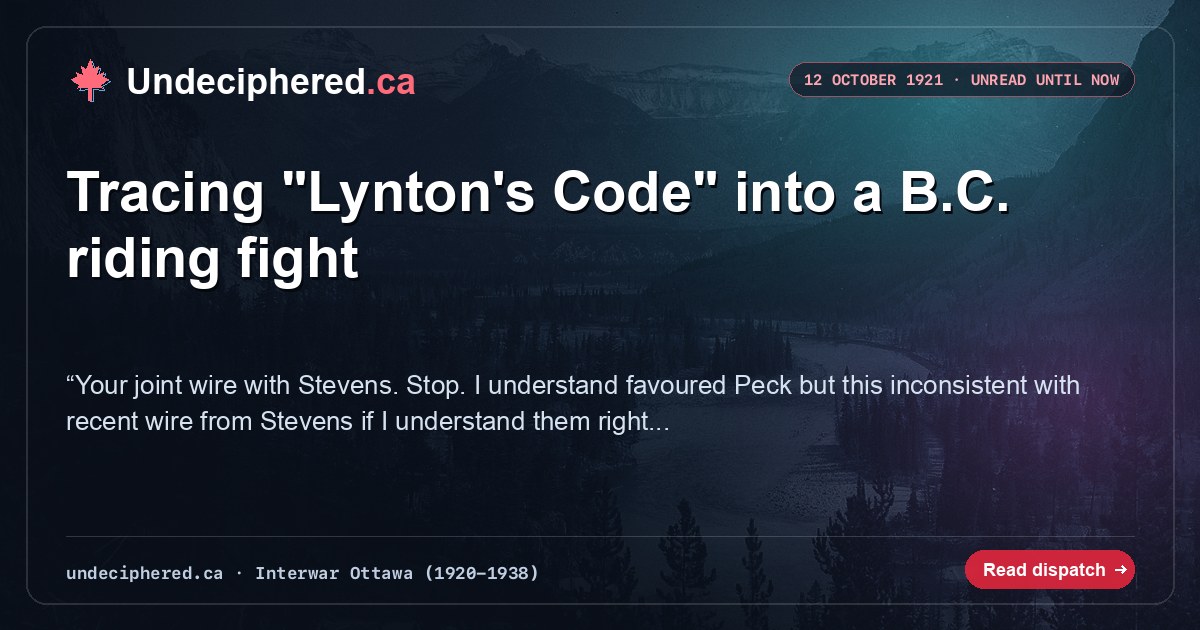 Undeciphered.ca
12 OCTOBER 1921 · UNREAD UNTIL NOW
Tracing "Lynton's Code" into a B.C.
riding fight
“Your joint wire with Stevens. Stop. I understand favoured Peck but this inconsistent with
recent wire from Stevens if I understand them right...
undeciphered.ca · Interwar Ottawa (1920–1938)
Read dispatch →